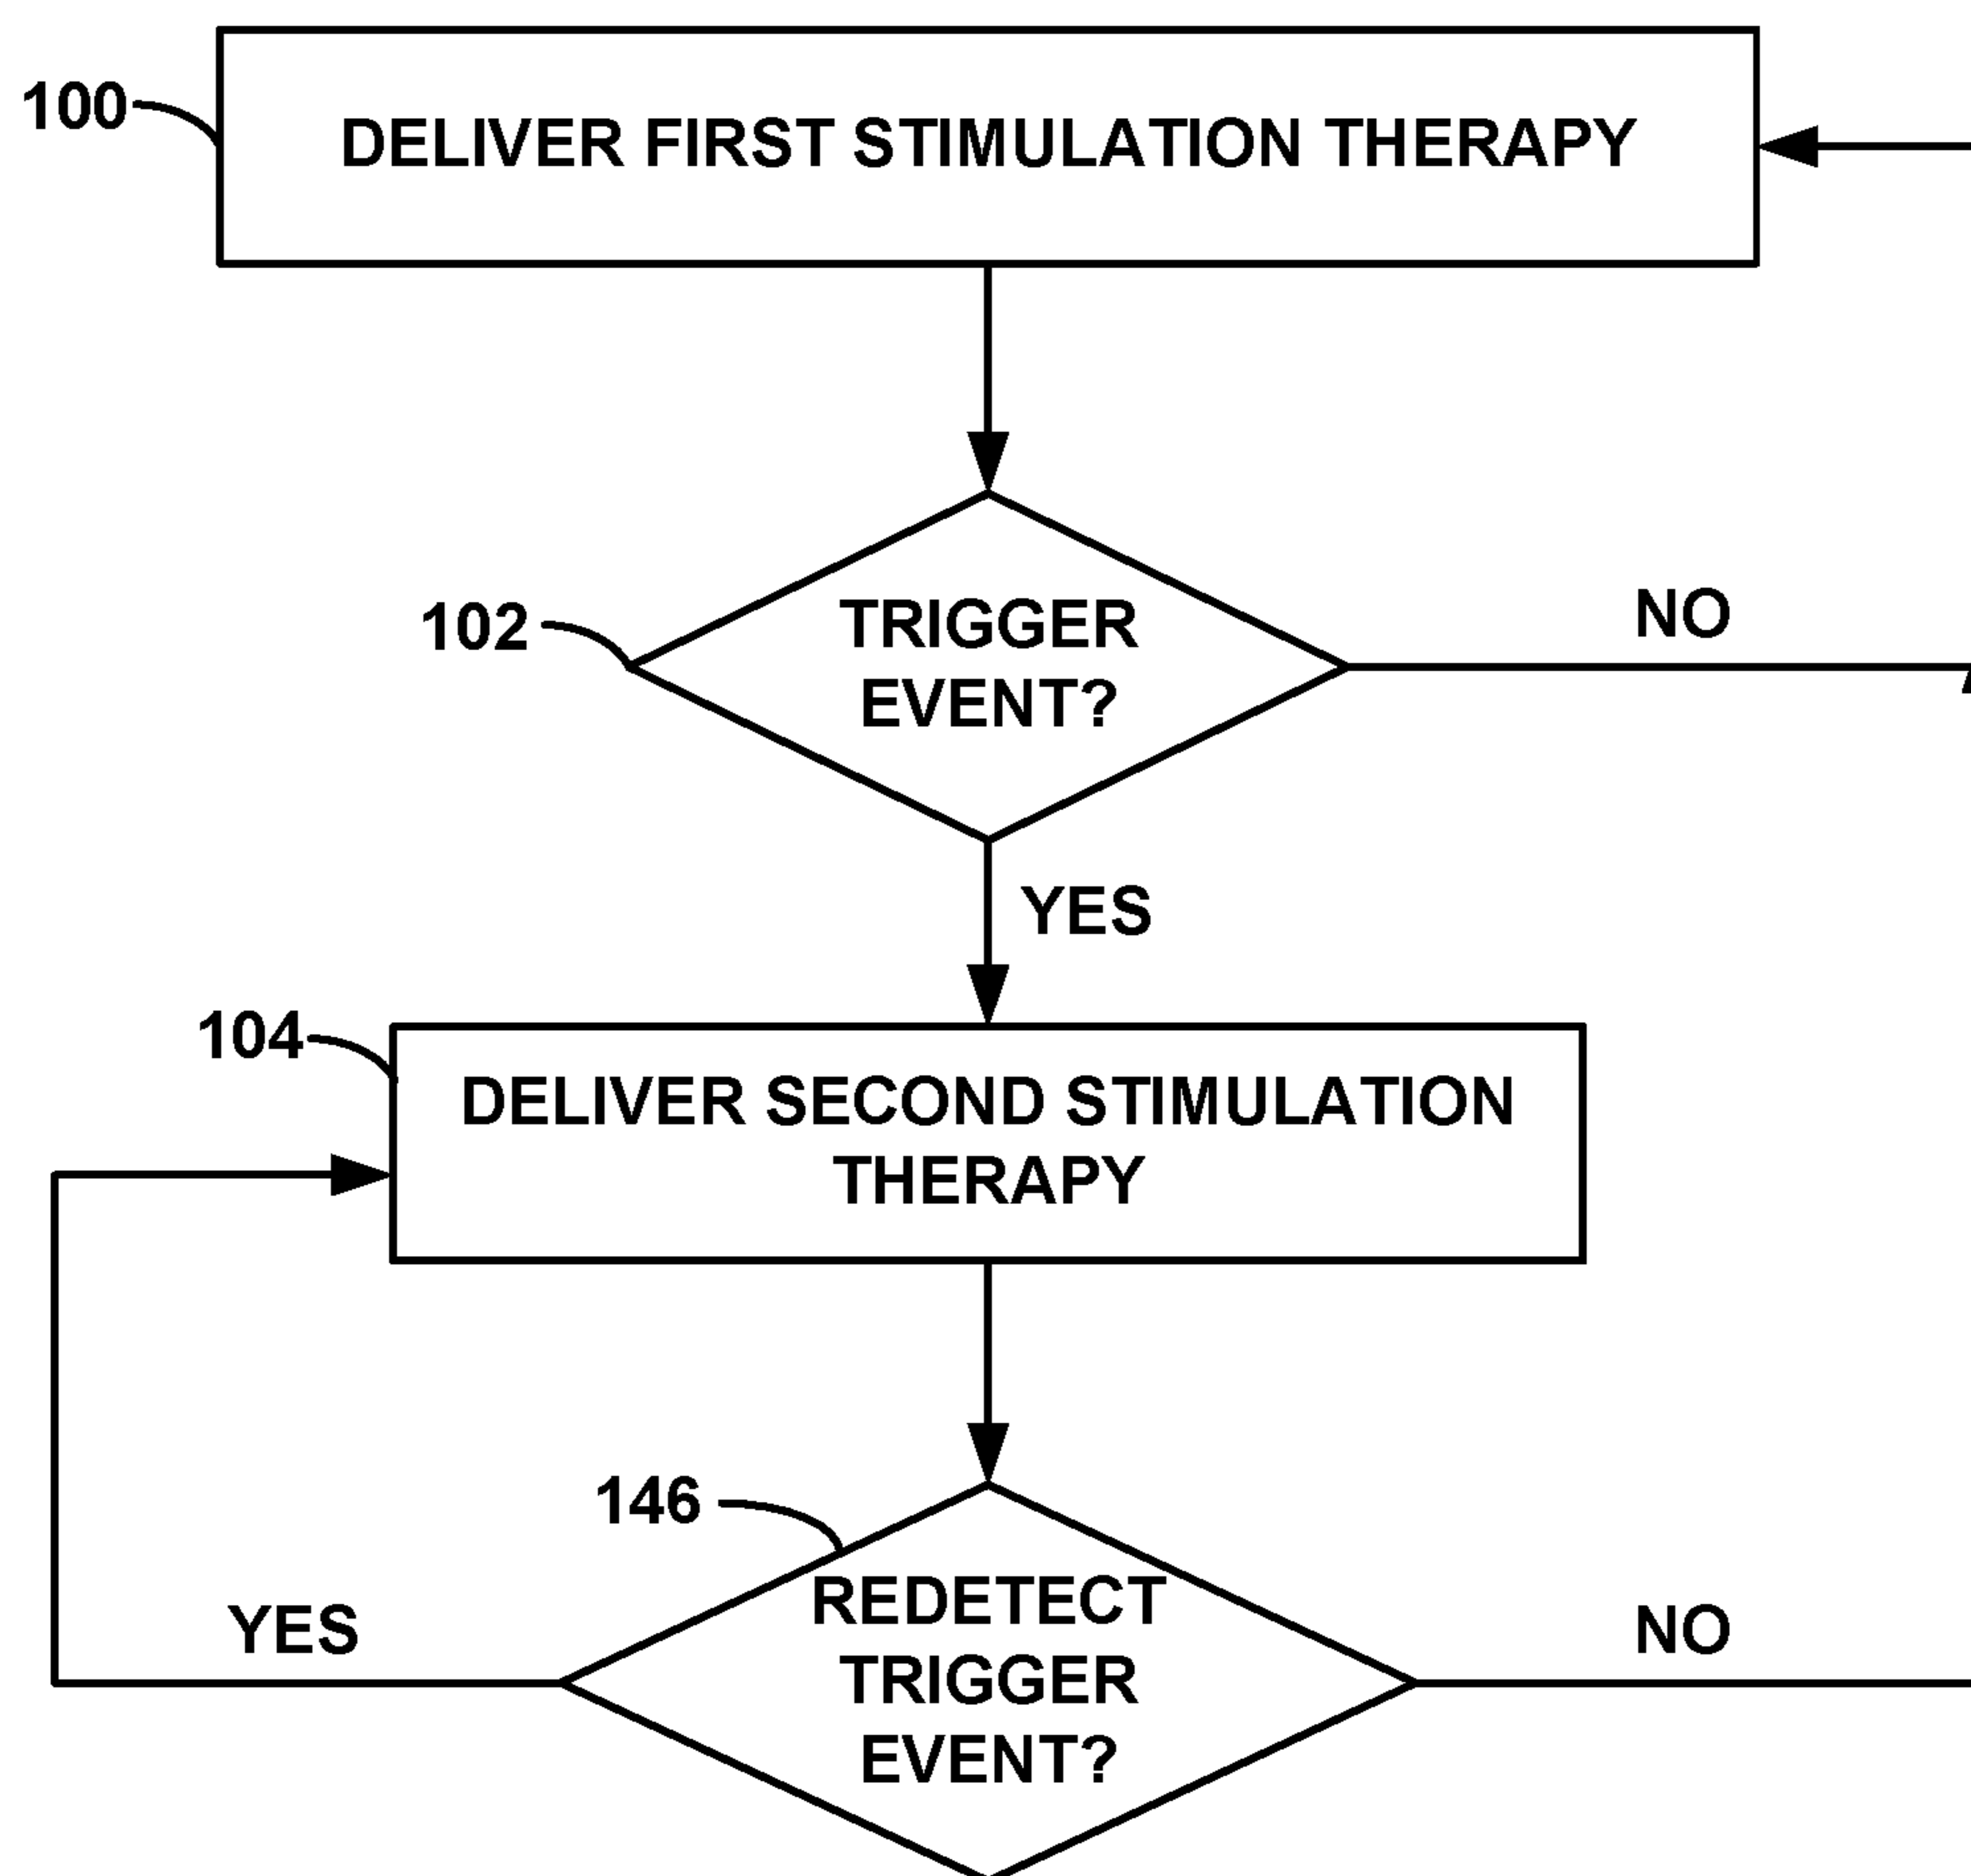 100
DELIVER FIRST STIMULATION THERAPY
102
TRIGGER
EVENT?
NO
YES
104
DELIVER SECOND STIMULATION
THERAPY
146
REDETECT
TRIGGER
EVENT?
YES
NO